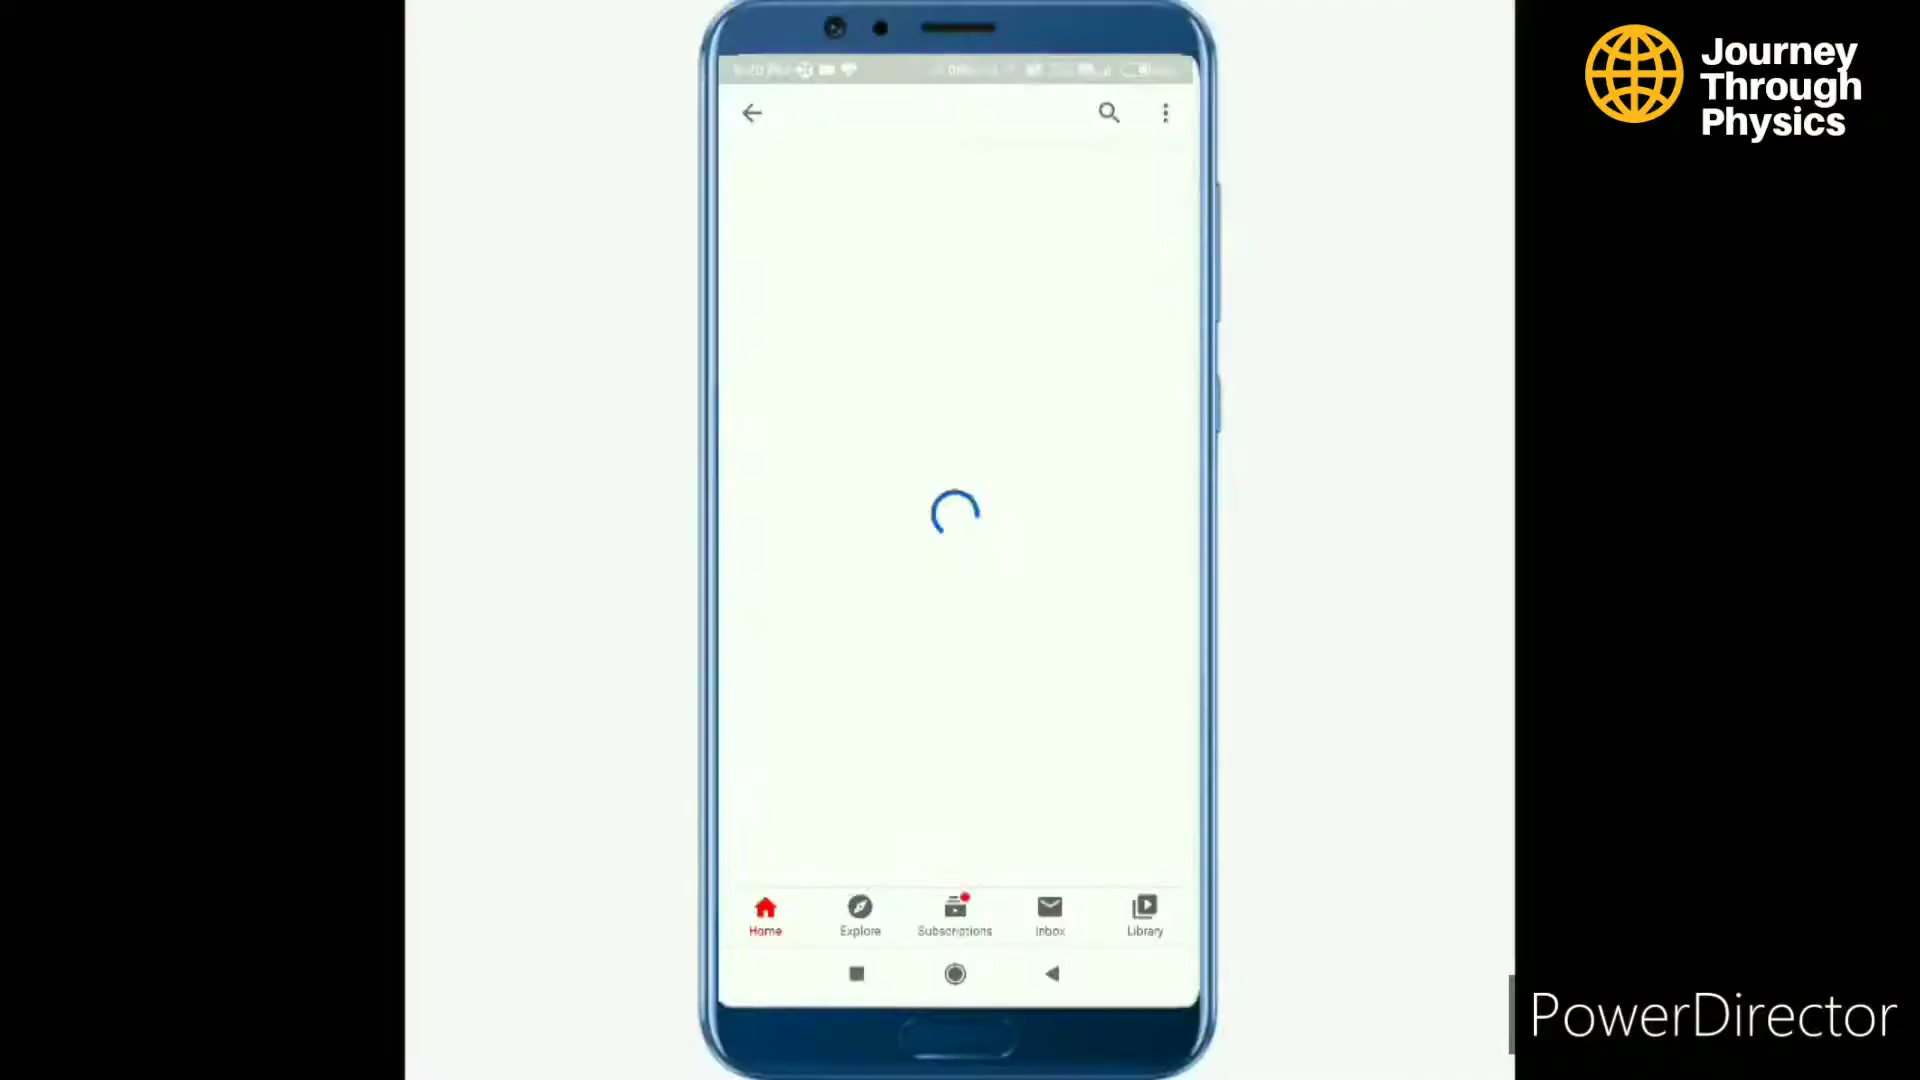 Journey
Through
Physics
Home
Explore
Subscriptions
Inbox
Library
PowerDirector